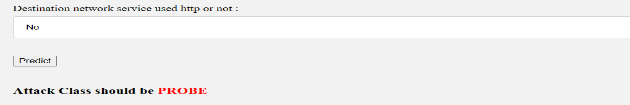 Destination network service used http or not :
No
Predict
Attack Class should be PROBE